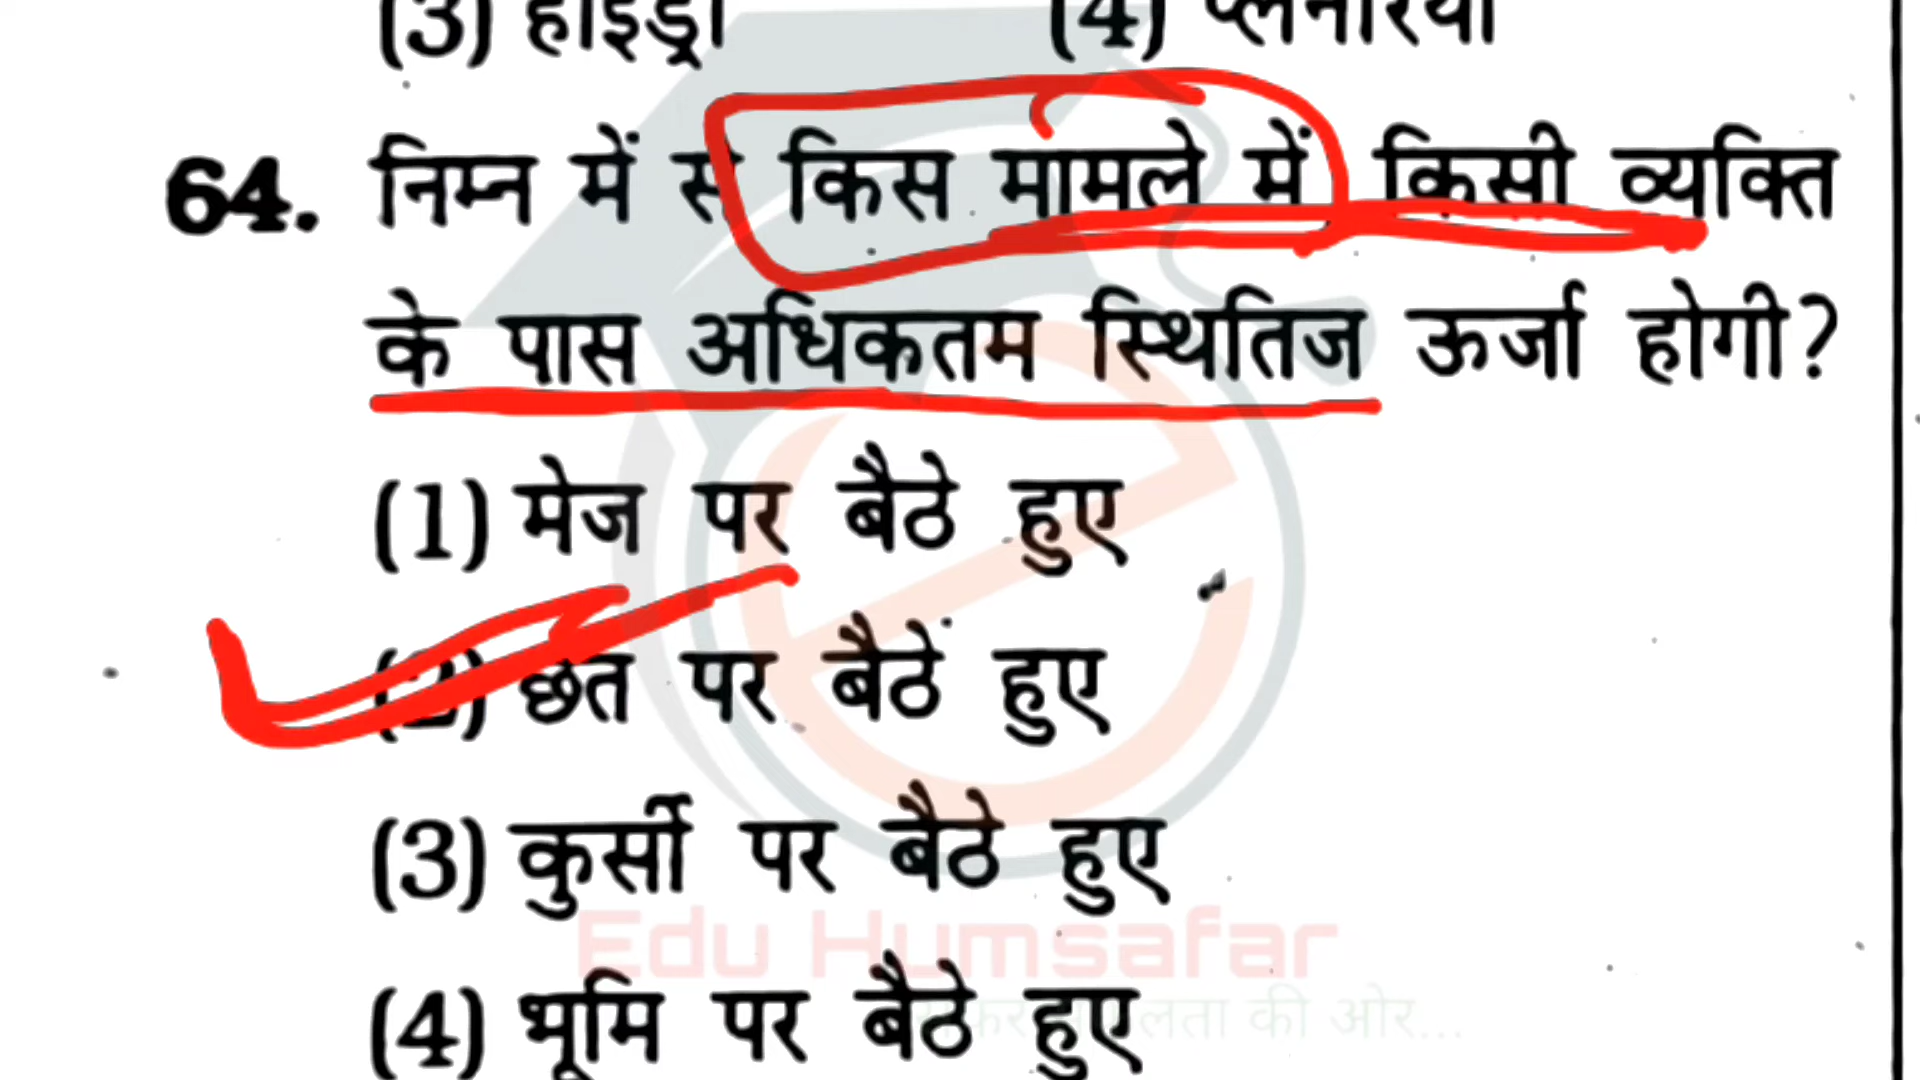 (3) हाइड्रा (4) प्लेनेरिया
64. निम्न में से किस मामले में किसी व्यक्ति
के पास अधिकतम स्थितिज ऊर्जा होगी?
(1) मेज पर बैठे हुए
(2) छत पर बैठें हुए
(3) कुर्सी पर बैठे हुए
Edu Humsafar
(4) भूमि पर बैठे हुए
की ओर...